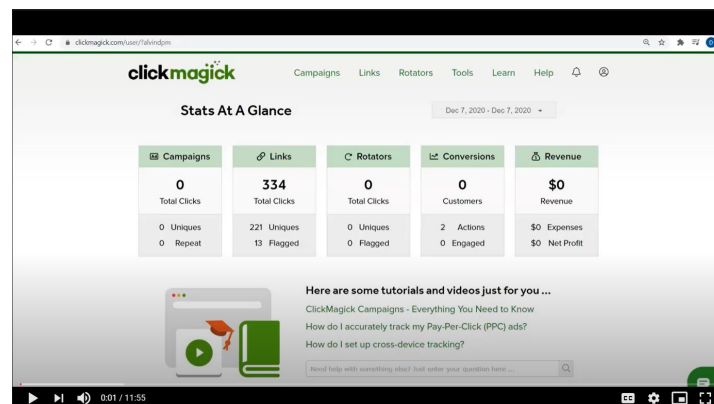 clickmagick.com/user/?alvindpm
clickmagick
Campaigns Links Rotators Tools Learn Help
Stats At A Glance
Dec 7, 2020 - Dec 7, 2020
Campaigns
0
Total Clicks
0 Uniques
0 Repeat
Links
334
Total Clicks
221 Uniques
13 Flagged
Rotators
0
Total Clicks
0 Uniques
0 Flagged
Conversions
0
Customers
2 Actions
0 Engaged
Revenue
$0
Revenue
$0 Expenses
$0 Net Profit
Here are some tutorials and videos just for you ...
ClickMagick Campaigns - Everything You Need to Know
How do I accurately track my Pay-Per-Click (PPC) ads?
How do I set up cross-device tracking?
Need help with something else? Just enter your question here ...
0:01 / 11:55
CC